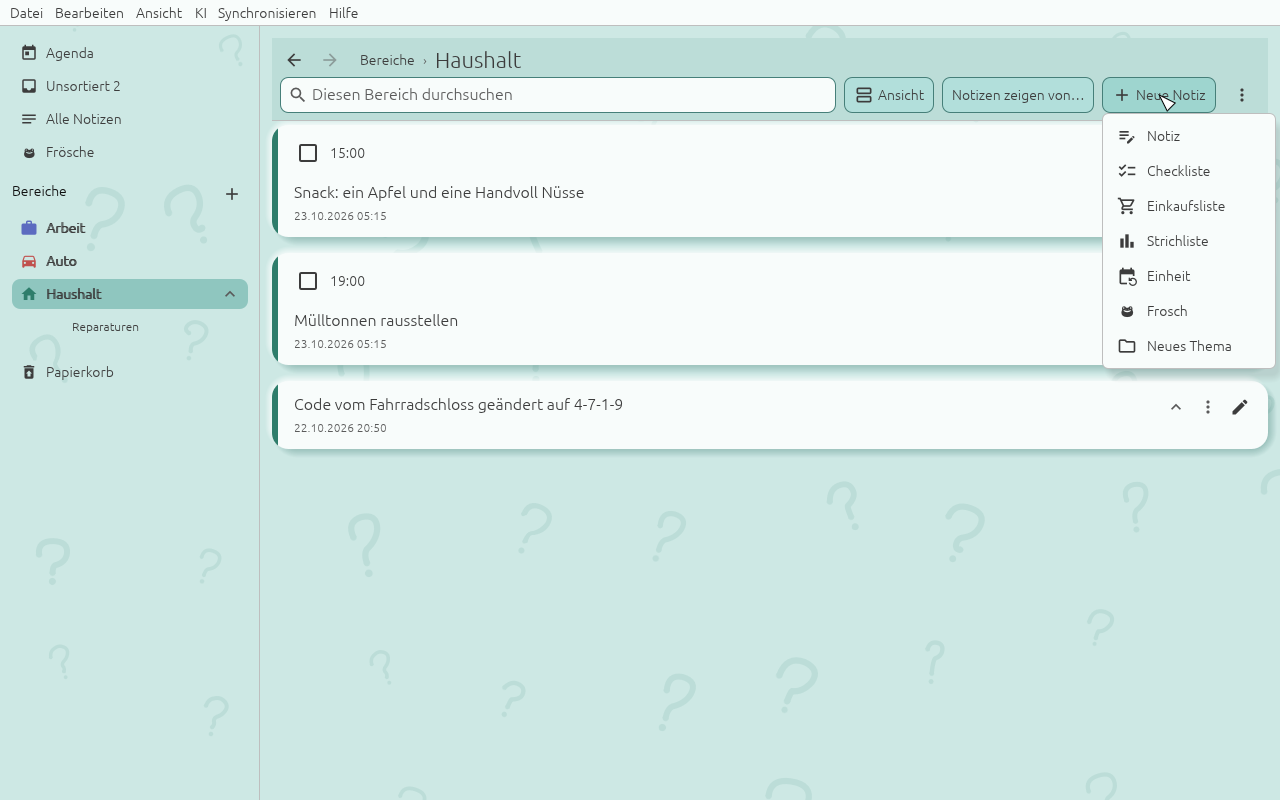 Datei Bearbeiten Ansicht KI Synchronisieren Hilfe
Agenda
Unsortiert 2
Alle Notizen
Frösche
Bereiche
Arbeit
Auto
Haushalt
Reparaturen
Papierkorb
Bereiche › Haushalt
Diesen Bereich durchsuchen
Ansicht
Notizen zeigen von...
Neue Notiz
Notiz
Checkliste
Einkaufsliste
Strichliste
Einheit
Frosch
Neues Thema
15:00
Snack: ein Apfel und eine Handvoll Nüsse
23.10.2026 05:15
19:00
Mülltonnen rausstellen
23.10.2026 05:15
Code vom Fahrradschloss geändert auf 4-7-1-9
22.10.2026 20:50